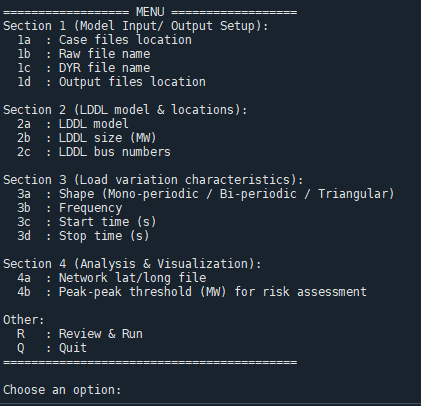 ================== MENU ==================
Section 1 (Model Input/ Output Setup):
  1a  : Case files location
  1b  : Raw file name
  1c  : DYR file name
  1d  : Output files location

Section 2 (LDDL model & locations):
  2a  : LDDL model
  2b  : LDDL size (MW)
  2c  : LDDL bus numbers

Section 3 (Load variation characteristics):
  3a  : Shape (Mono-periodic / Bi-periodic / Triangular)
  3b  : Frequency
  3c  : Start time (s)
  3d  : Stop time (s)

Section 4 (Analysis & Visualization):
  4a  : Network lat/long file
  4b  : Peak-peak threshold (MW) for risk assessment

Other:
  R   : Review & Run
  Q   : Quit
==========================================

Choose an option: